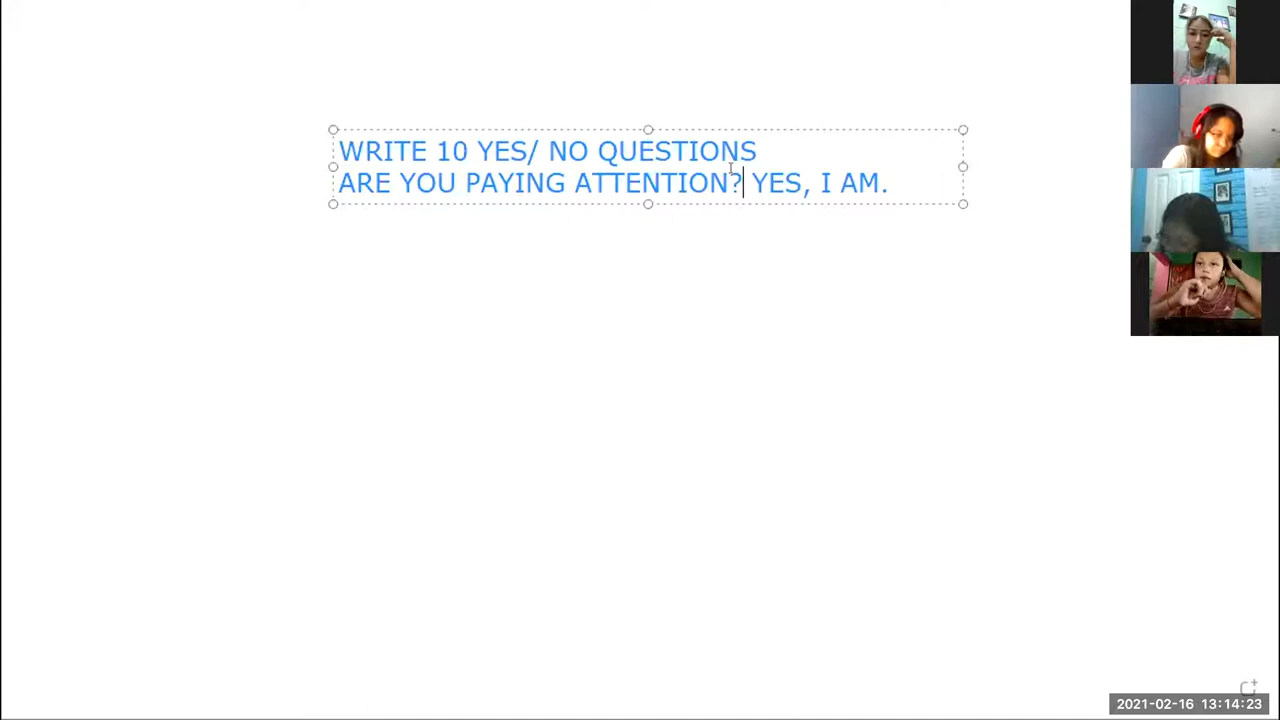 WRITE 10 YES/ NO QUESTIONS
ARE YOU PAYING ATTENTION? YES, I AM.
2021-02-16 13:14:23